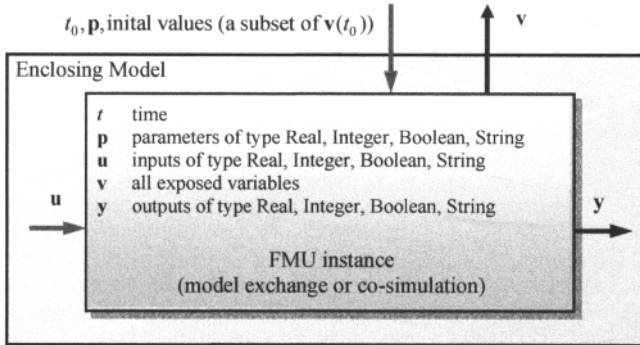 t₀, p, inital values (a subset of v(t₀))
v
Enclosing Model
t time
p parameters of type Real, Integer, Boolean, String
u inputs of type Real, Integer, Boolean, String
v all exposed variables
y outputs of type Real, Integer, Boolean, String
u
y
FMU instance
(model exchange or co-simulation)